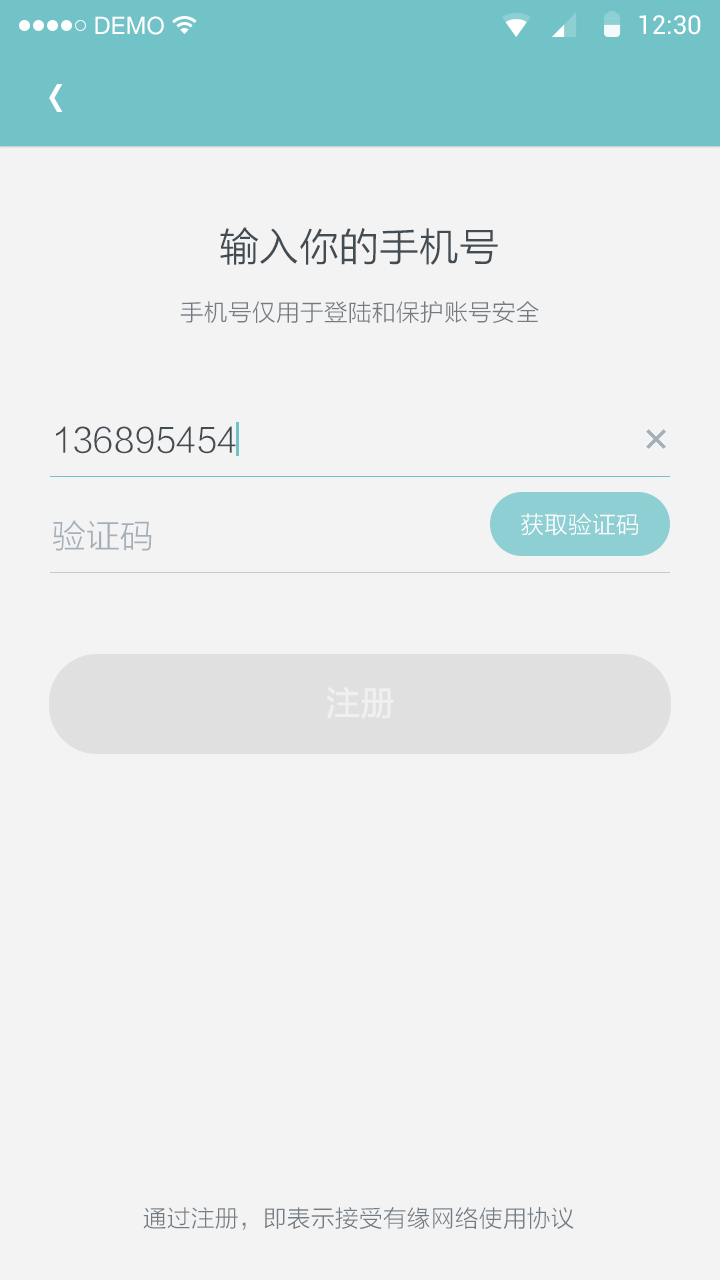 DEMO 12:30
输入你的手机号
手机号仅用于登陆和保护账号安全
136895454
验证码
获取验证码
注册
通过注册，即表示接受有缘网络使用协议